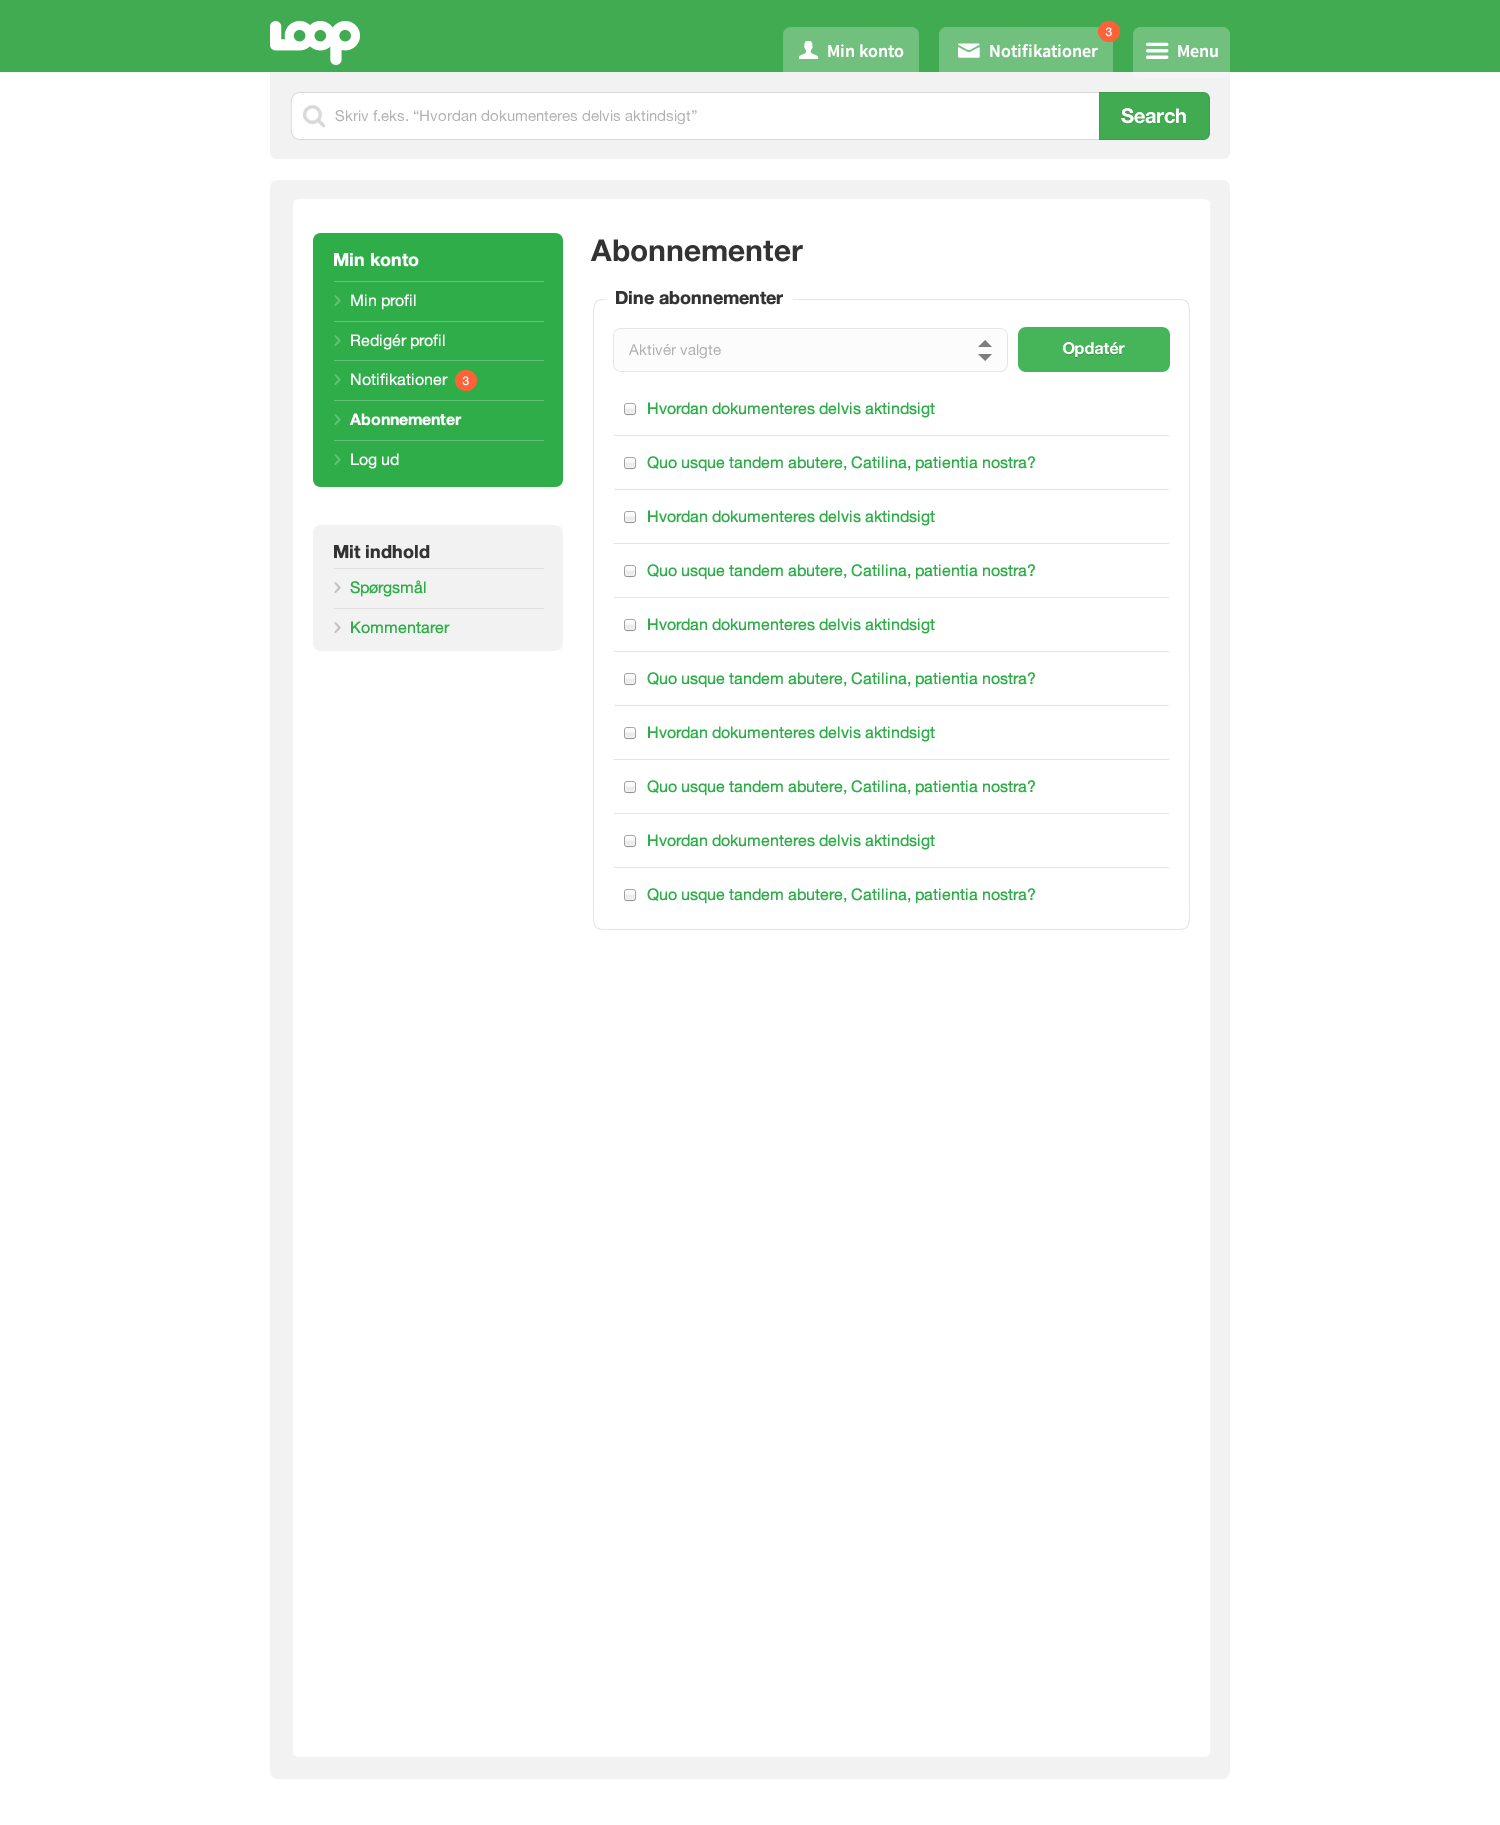 Loop
Min konto
Notifikationer
3
Menu
Skriv f.eks. “Hvordan dokumenteres delvis aktindsigt”
Search
Min konto
Min profil
Redigér profil
Notifikationer 3
Abonnementer
Log ud
Mit indhold
Spørgsmål
Kommentarer
Abonnementer
Dine abonnementer
Aktivér valgte
Opdatér
Hvordan dokumenteres delvis aktindsigt
Quo usque tandem abutere, Catilina, patientia nostra?
Hvordan dokumenteres delvis aktindsigt
Quo usque tandem abutere, Catilina, patientia nostra?
Hvordan dokumenteres delvis aktindsigt
Quo usque tandem abutere, Catilina, patientia nostra?
Hvordan dokumenteres delvis aktindsigt
Quo usque tandem abutere, Catilina, patientia nostra?
Hvordan dokumenteres delvis aktindsigt
Quo usque tandem abutere, Catilina, patientia nostra?